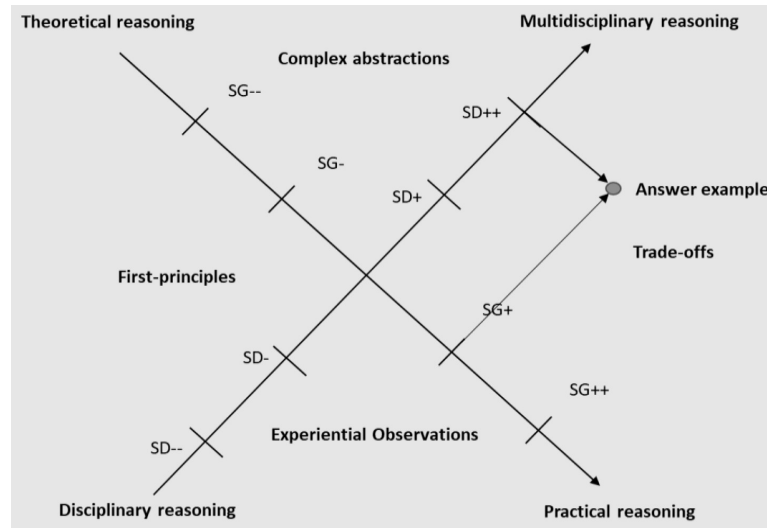 Theoretical reasoning
Multidisciplinary reasoning
Complex abstractions
SG--
SD++
SG-
SD+
Answer example
Trade-offs
First-principles
SG+
SD-
SG++
Experiential Observations
SD--
Disciplinary reasoning
Practical reasoning